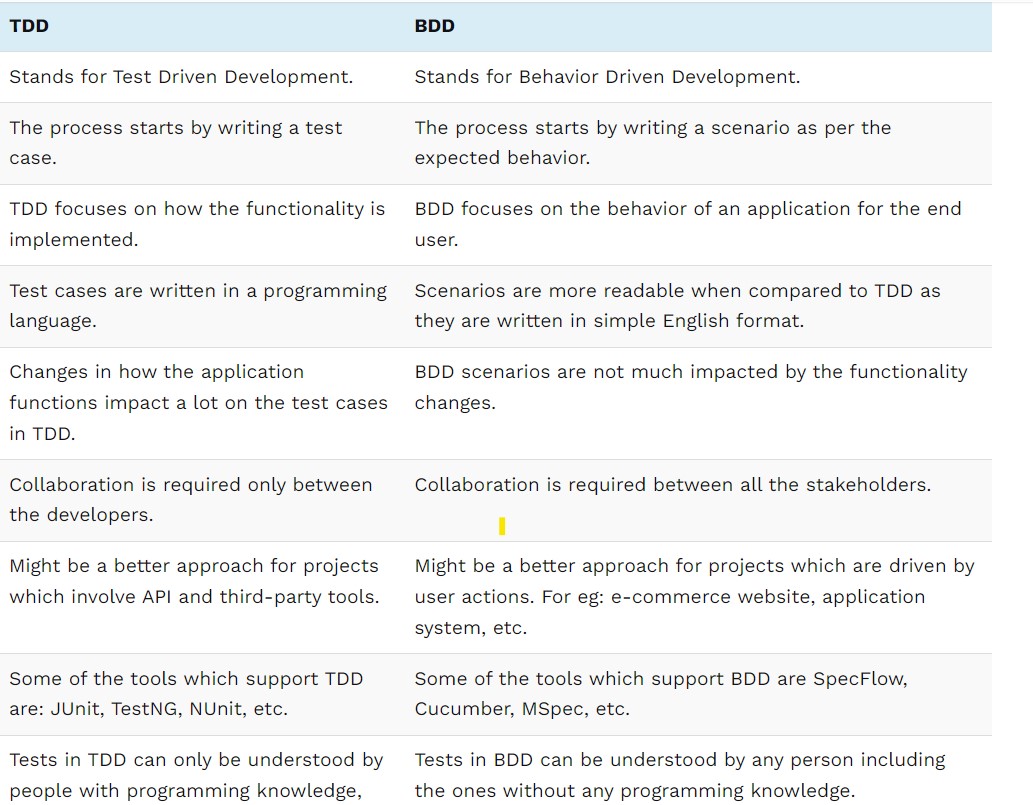 TDD BDD
Stands for Test Driven Development. Stands for Behavior Driven Development.
The process starts by writing a test
case.
The process starts by writing a scenario as per the
expected behavior.
TDD focuses on how the functionality is
implemented.
BDD focuses on the behavior of an application for the end
user.
Test cases are written in a programming
language.
Scenarios are more readable when compared to TDD as
they are written in simple English format.
Changes in how the application
functions impact a lot on the test cases
in TDD.
BDD scenarios are not much impacted by the functionality
changes.
Collaboration is required only between
the developers.
Collaboration is required between all the stakeholders.
Might be a better approach for projects
which involve API and third-party tools.
Might be a better approach for projects which are driven by
user actions. For eg: e-commerce website, application
system, etc.
Some of the tools which support TDD
are: JUnit, TestNG, NUnit, etc.
Some of the tools which support BDD are SpecFlow,
Cucumber, MSpec, etc.
Tests in TDD can only be understood by
people with programming knowledge,
Tests in BDD can be understood by any person including
the ones without any programming knowledge.